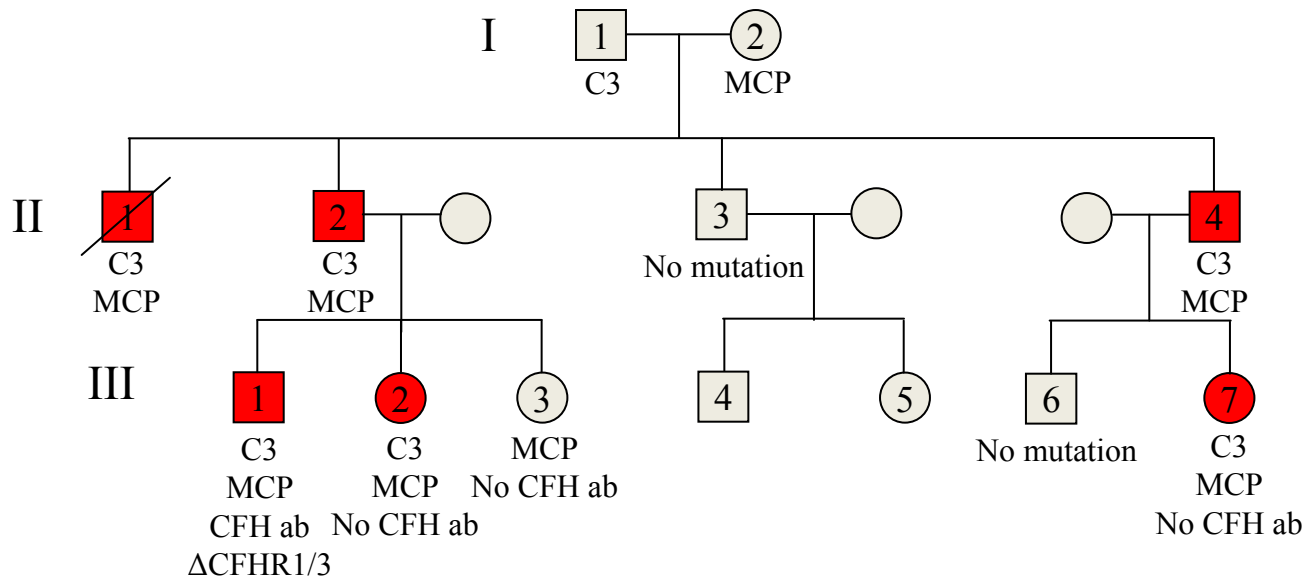 I
1
2
C3
MCP
II
1
2
3
4
C3
MCP
C3
MCP
No mutation
C3
MCP
III
1
2
3
4
5
6
7
C3
MCP
CFH ab
ΔCFHR1/3
C3
MCP
No CFH ab
MCP
No CFH ab
No mutation
C3
MCP
No CFH ab